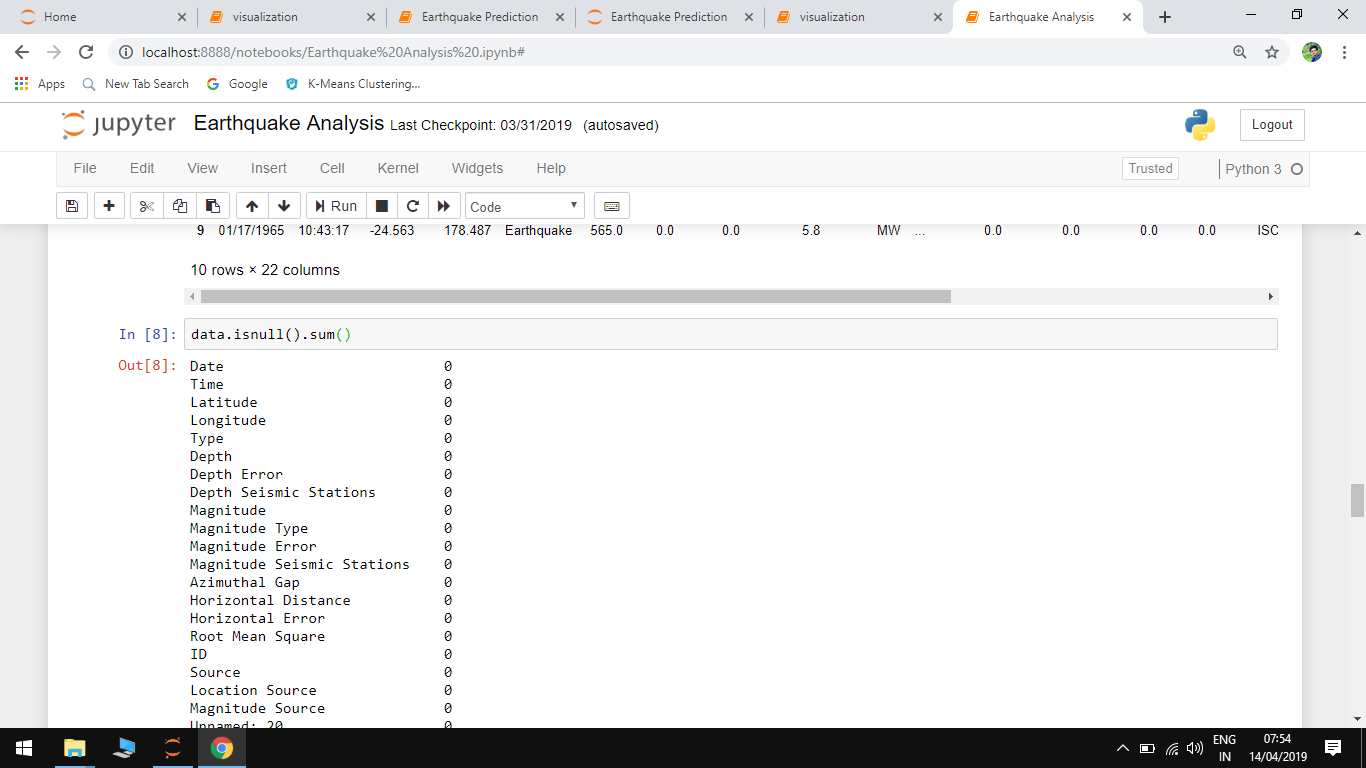 Home visualization Earthquake Prediction Earthquake Prediction visualization Earthquake Analysis
localhost:8888/notebooks/Earthquake%20Analysis%20.ipynb#
Apps New Tab Search Google K-Means Clustering...
jupyter Earthquake Analysis Last Checkpoint: 03/31/2019 (autosaved) Logout
File Edit View Insert Cell Kernel Widgets Help Trusted Python 3
Run Code
9 01/17/1965 10:43:17 -24.563 178.487 Earthquake 565.0 0.0 0.0 5.8 MW ... 0.0 0.0 0.0 0.0 ISC
10 rows × 22 columns
In [8]: data.isnull().sum()
Out[8]: Date 0
Time 0
Latitude 0
Longitude 0
Type 0
Depth 0
Depth Error 0
Depth Seismic Stations 0
Magnitude 0
Magnitude Type 0
Magnitude Error 0
Magnitude Seismic Stations 0
Azimuthal Gap 0
Horizontal Distance 0
Horizontal Error 0
Root Mean Square 0
ID 0
Source 0
Location Source 0
Magnitude Source 0
Unnamed: 20 0
ENG 07:54
IN 14/04/2019